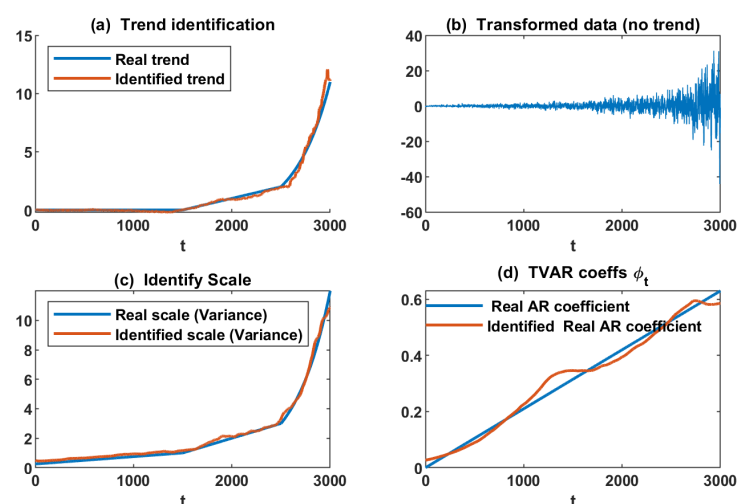 (a) Trend identification
15
10
5
0
Real trend
Identified trend
0 1000 2000 3000
t
(b) Transformed data (no trend)
40
20
0
-20
-40
-60
0 1000 2000 3000
t
(c) Identify Scale
10
8
6
4
2
0
Real scale (Variance)
Identified scale (Variance)
0 1000 2000 3000
t
(d) TVAR coeffs ϕt
0.6
0.4
0.2
0
Real AR coefficient
Identified Real AR coefficient
0 1000 2000 3000
t